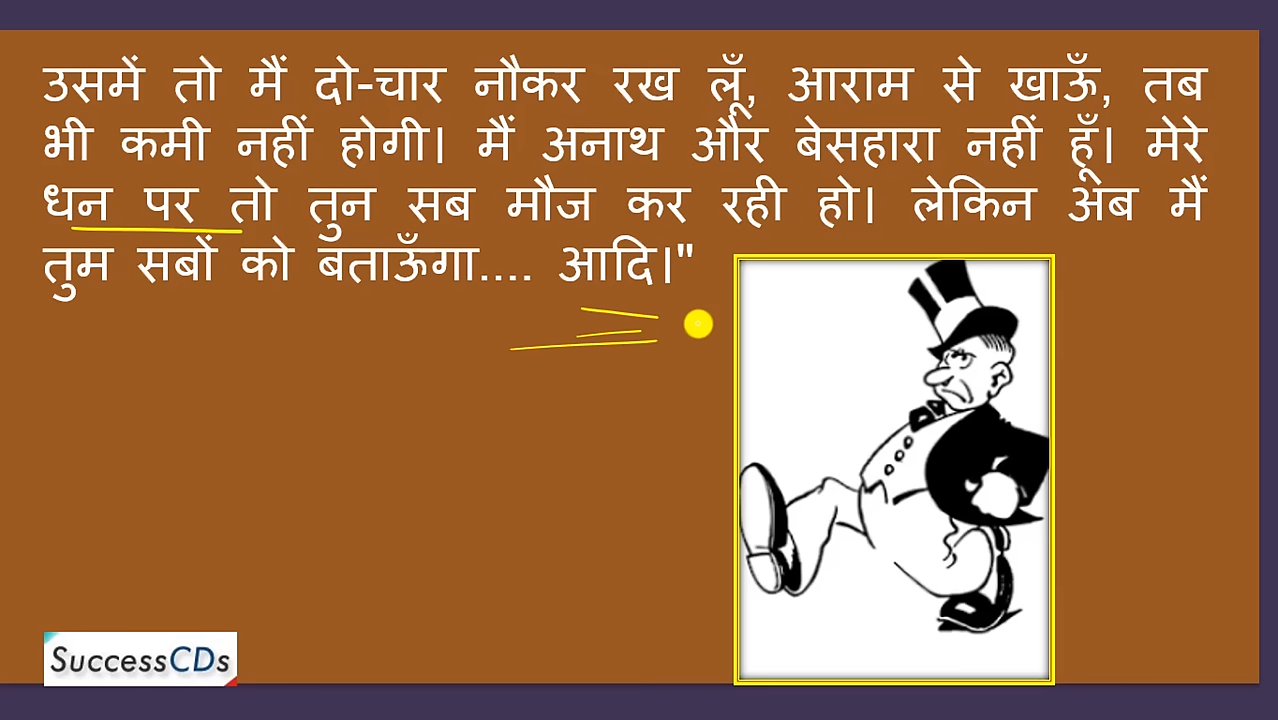 उसमें तो मैं दो-चार नौकर रख लूँ, आराम से खाऊँ, तब
भी कमी नहीं होगी। मैं अनाथ और बेसहारा नहीं हूँ। मेरे
धन पर तो तुन सब मौज कर रही हो। लेकिन अब मैं
तुम सबों को बताऊँगा.... आदि।"
SuccessCDs